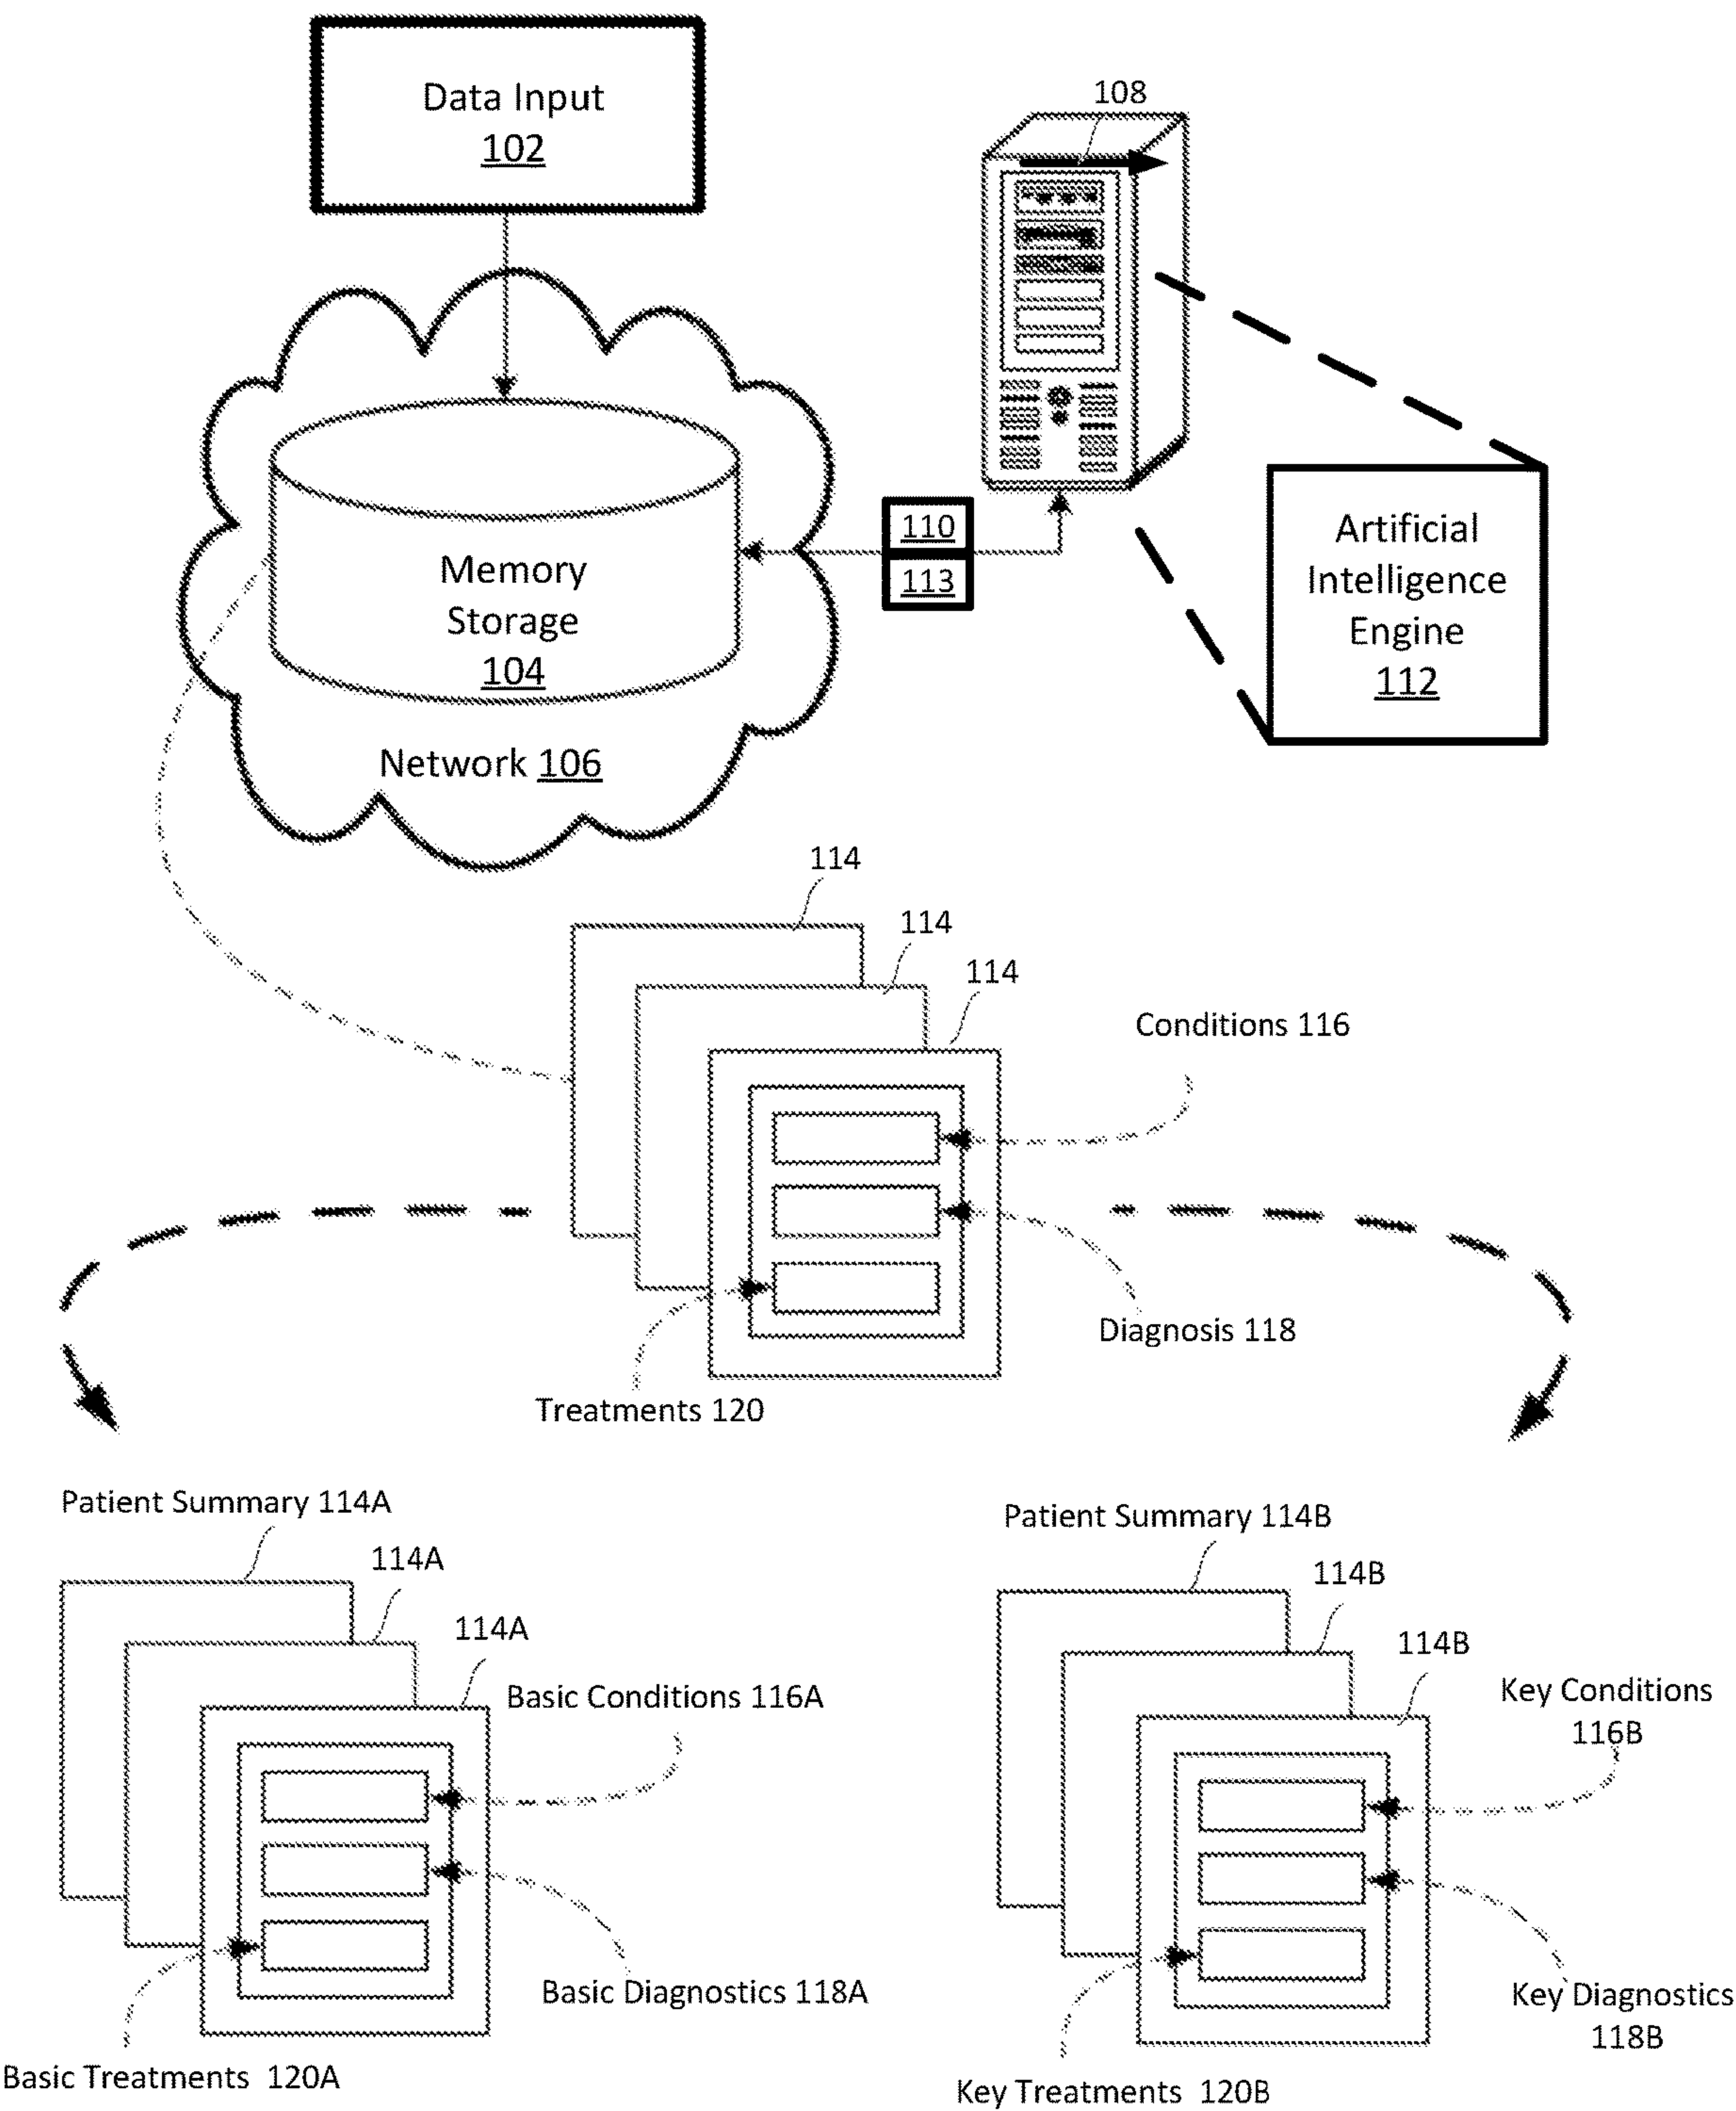 Data Input
102
108
110
113
Memory
Storage
104
Network 106
Artificial
Intelligence
Engine
112
114
114
114
Conditions 116
Diagnosis 118
Treatments 120
Patient Summary 114A
114A
114A
Basic Conditions 116A
Basic Diagnostics 118A
Basic Treatments 120A
Patient Summary 114B
114B
114B
Key Conditions
116B
Key Diagnostics
118B
Key Treatments 120B